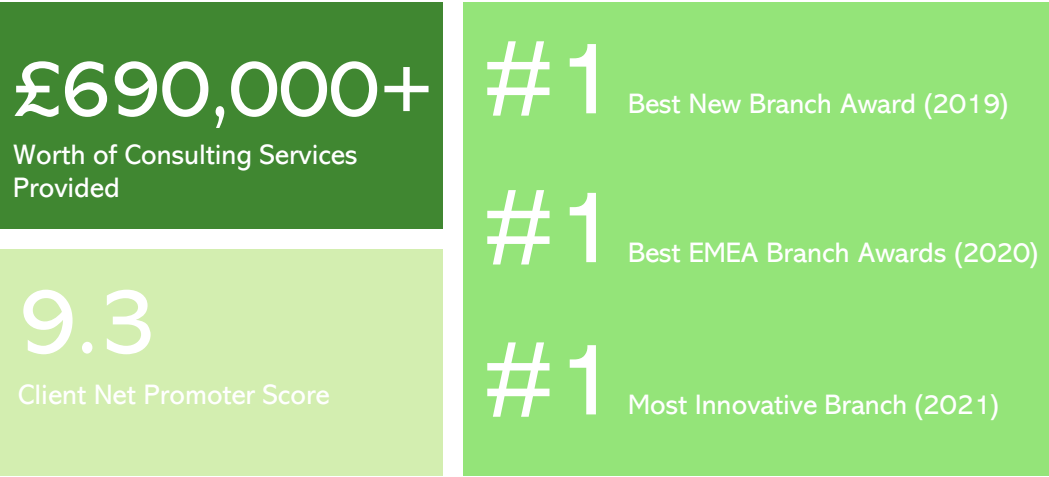 £690,000+
Worth of Consulting Services
Provided
9.3
Client Net Promoter Score
#1 Best New Branch Award (2019)
#1 Best EMEA Branch Awards (2020)
#1 Most Innovative Branch (2021)